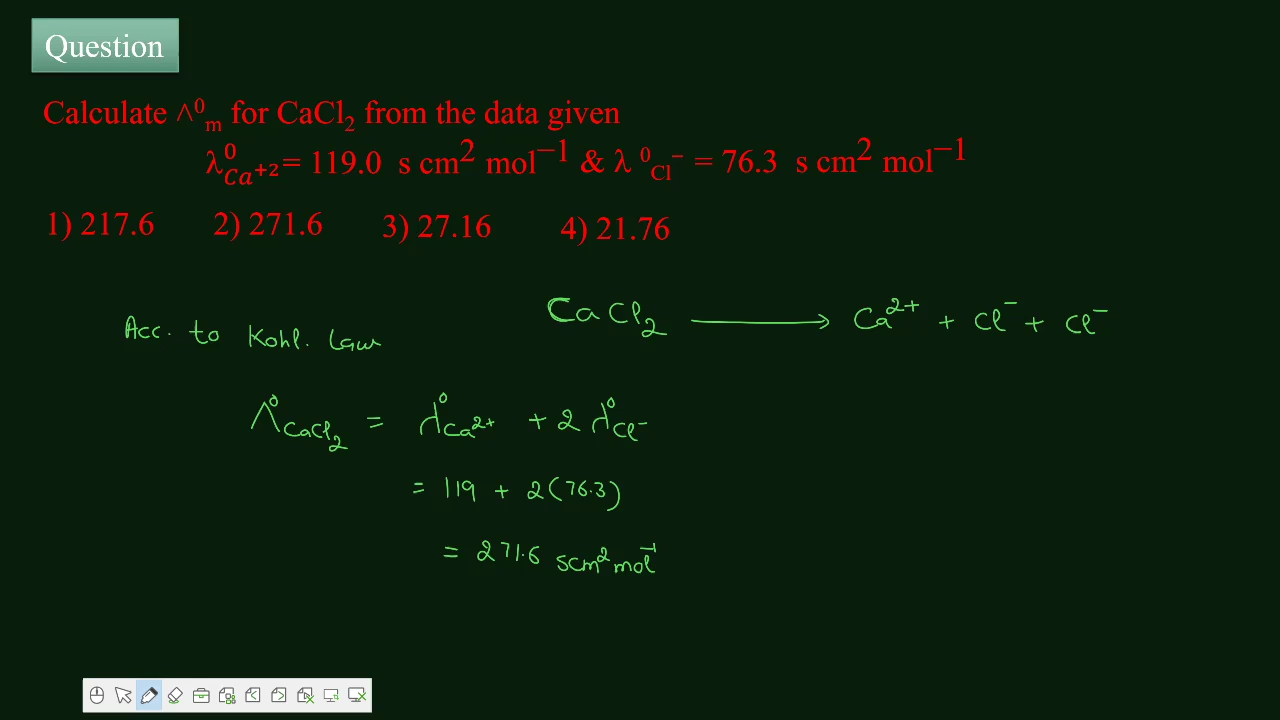 Question
Calculate ^⁰ₘ for CaCl₂ from the data given
λ⁰Ca⁺² = 119.0 s cm² mol⁻¹ & λ ⁰Cl⁻ = 76.3 s cm² mol⁻¹
1) 217.6 2) 271.6 3) 27.16 4) 21.76
CaCl₂ ⟶ Ca²⁺ + Cl⁻ + Cl⁻
Acc. to Kohl. Law
Λ⁰CaCl₂ = λ⁰Ca²⁺ + 2 λ⁰Cl⁻
= 119 + 2(76.3)
= 271.6 scm² mol⁻¹